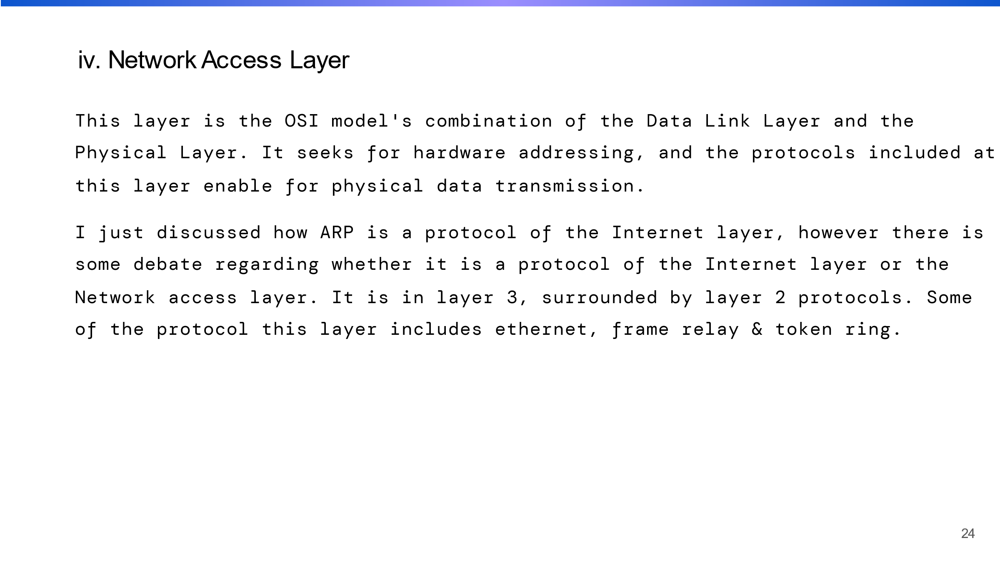 iv. Network Access Layer
This layer is the OSI model's combination of the Data Link Layer and the
Physical Layer. It seeks for hardware addressing, and the protocols included at
this layer enable for physical data transmission.
I just discussed how ARP is a protocol of the Internet layer, however there is
some debate regarding whether it is a protocol of the Internet layer or the
Network access layer. It is in layer 3, surrounded by layer 2 protocols. Some
of the protocol this layer includes ethernet, frame relay & token ring.
24